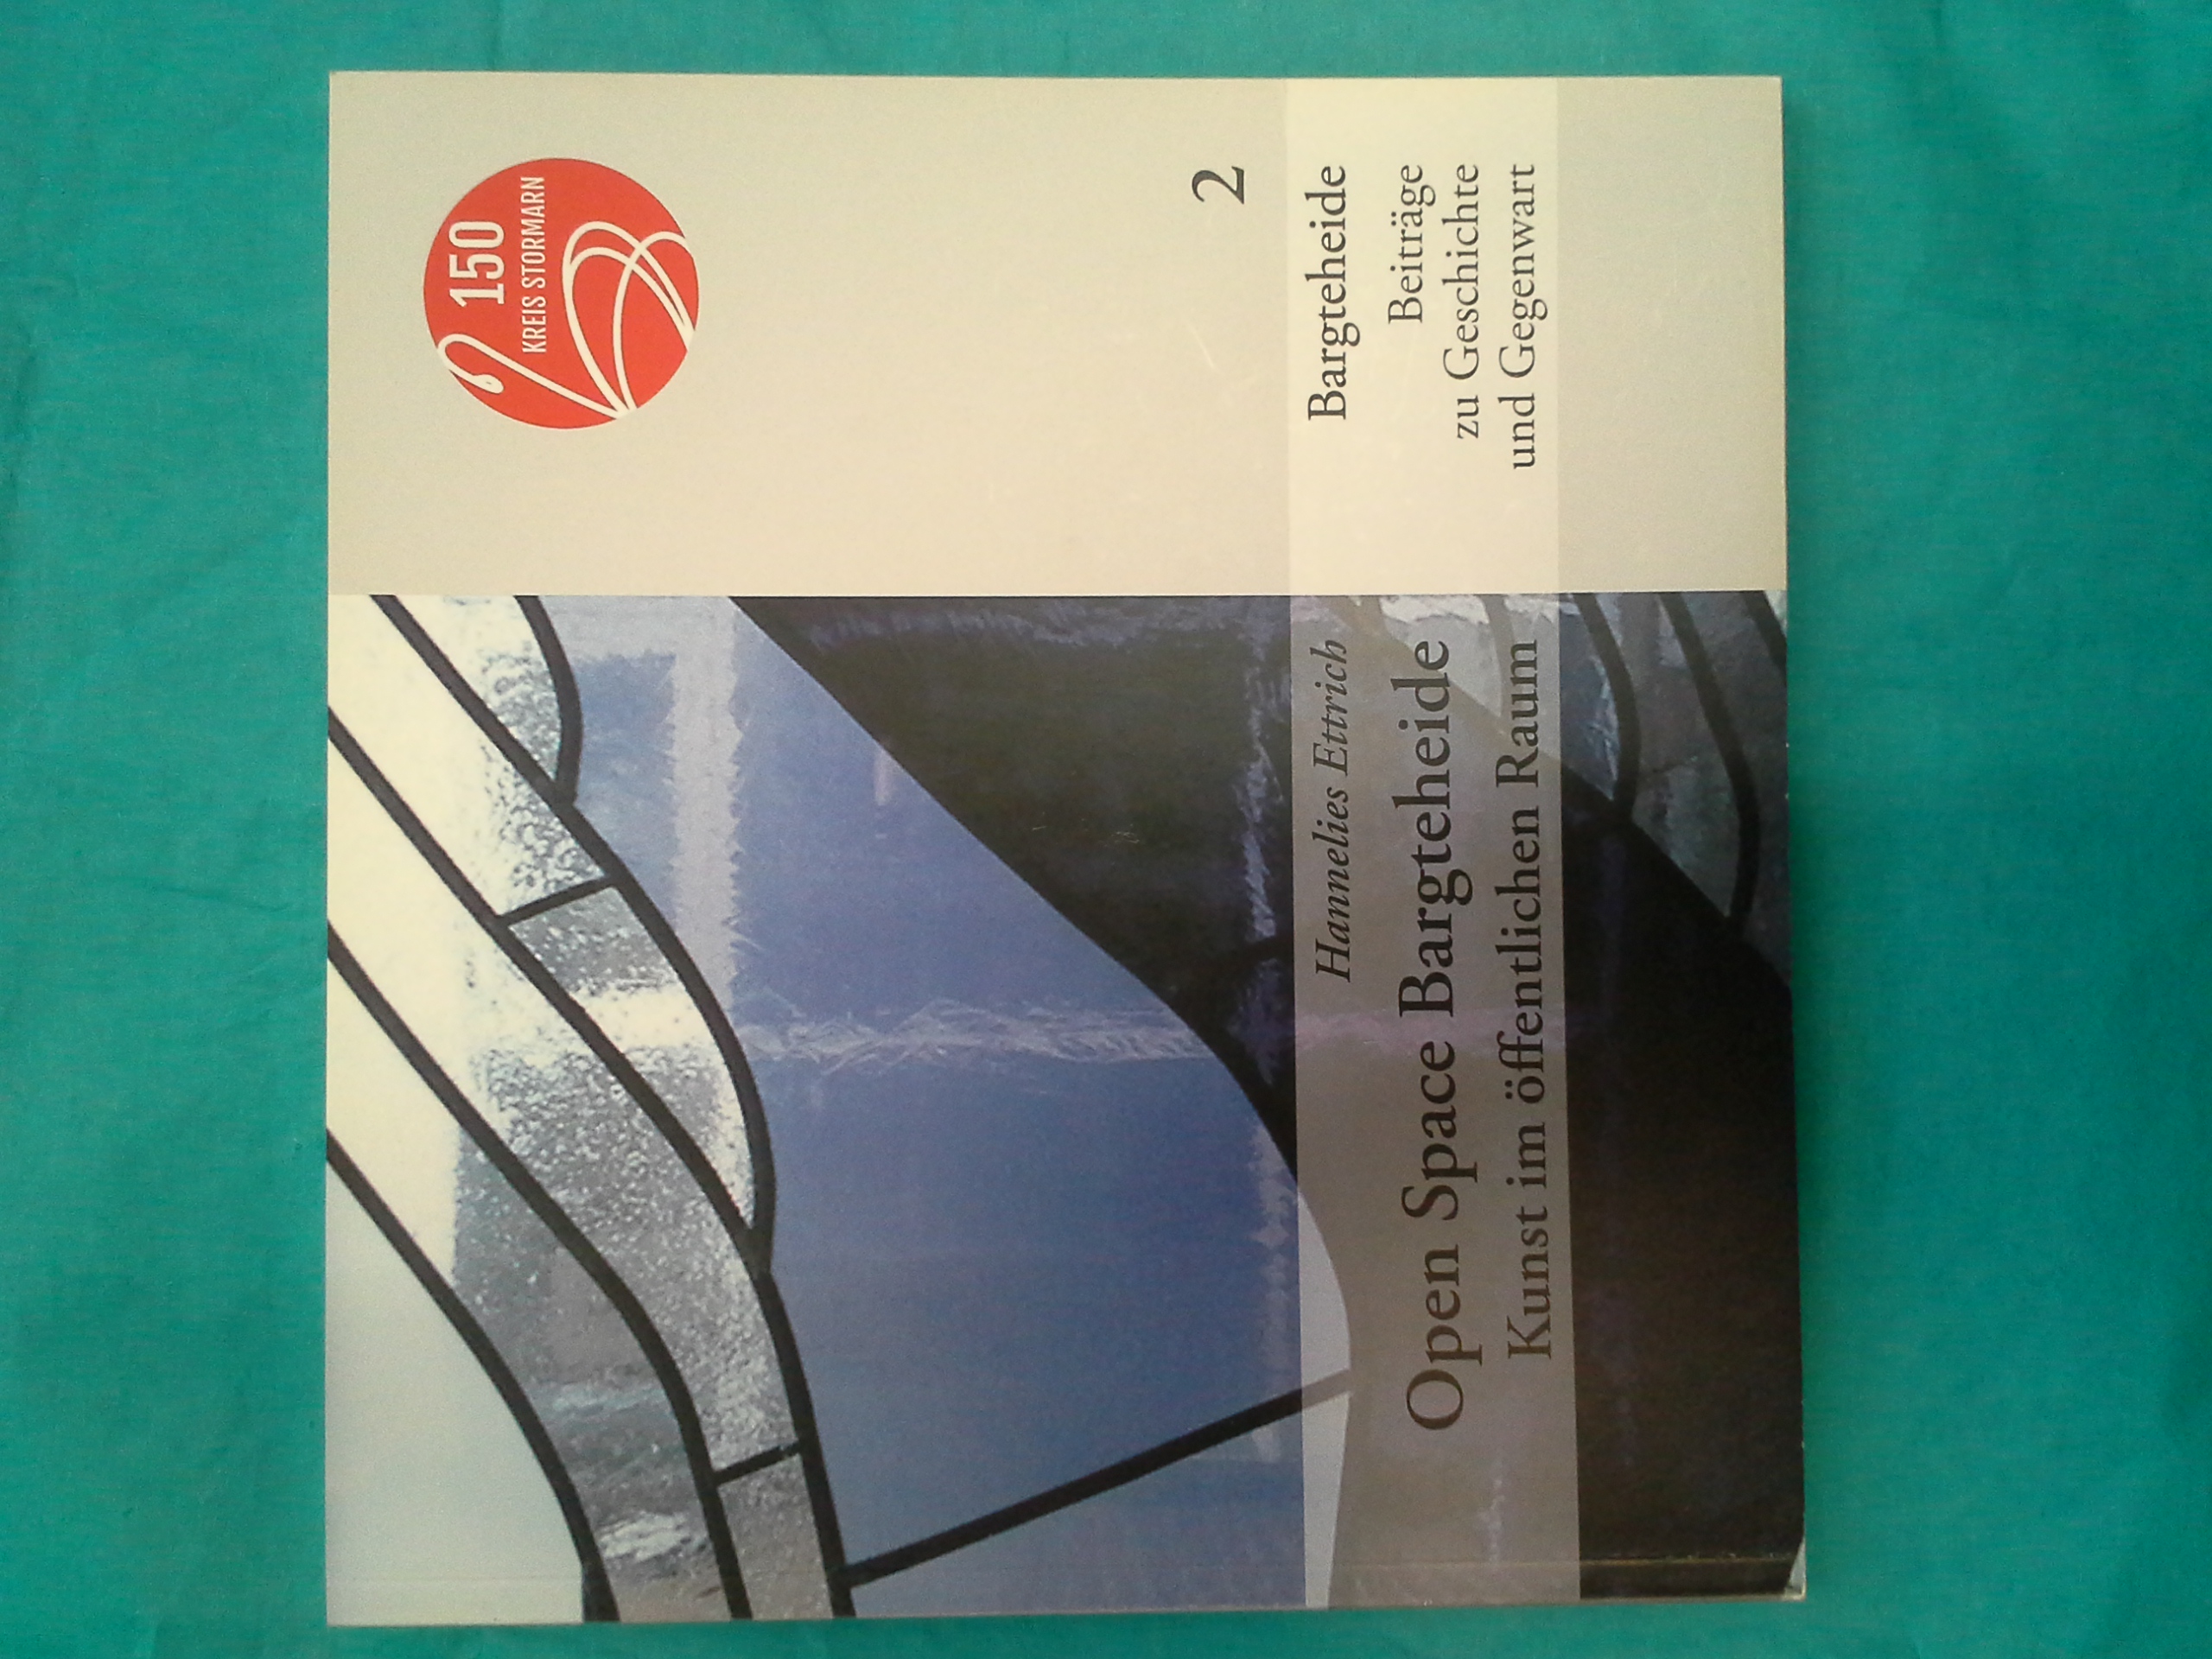 150
KREIS STORMARN
2
Hannelies Ettrich
Open Space Bargteheide
Kunst im öffentlichen Raum
Bargteheide
Beiträge
zu Geschichte
und Gegenwart